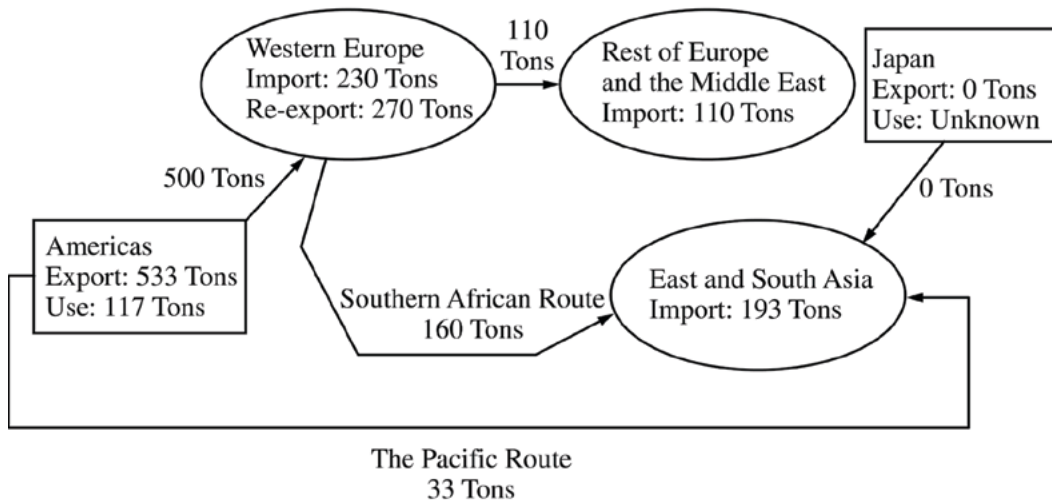 Western Europe
Import: 230 Tons
Re-export: 270 Tons
110
Tons
Rest of Europe
and the Middle East
Import: 110 Tons
Japan
Export: 0 Tons
Use: Unknown
500 Tons
0 Tons
Americas
Export: 533 Tons
Use: 117 Tons
Southern African Route
160 Tons
East and South Asia
Import: 193 Tons
The Pacific Route
33 Tons